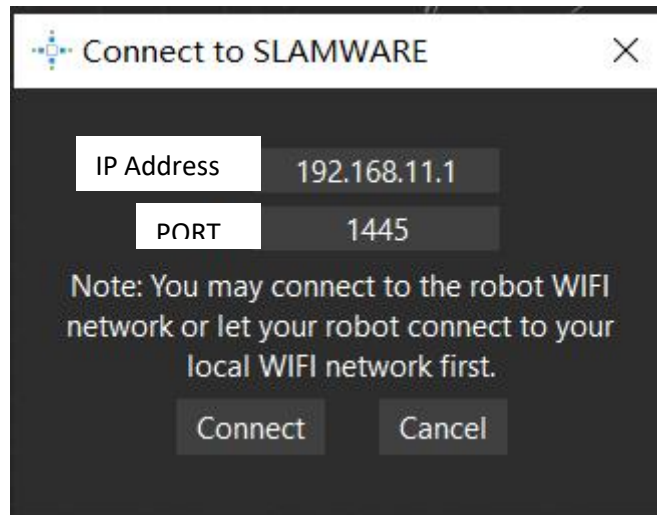 Connect to SLAMWARE
IP Address 192.168.11.1
PORT 1445
Note: You may connect to the robot WIFI
network or let your robot connect to your
local WIFI network first.
Connect Cancel